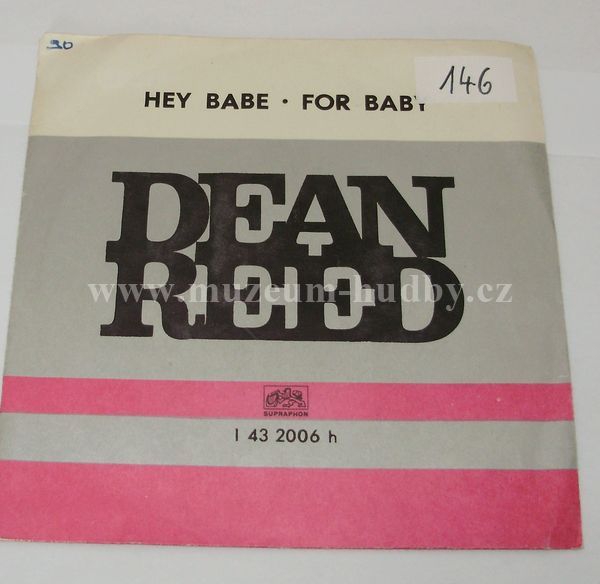 30
146
HEY BABE · FOR BABY
DEAN
REED
www.muzeum-hudby.cz
SUPRAPHON
1 43 2006 h